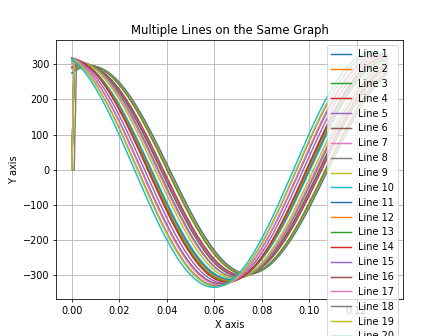 Multiple Lines on the Same Graph
300
200
100
0
−100
−200
−300
Y axis
0.00 0.02 0.04 0.06 0.08 0.10
X axis
Line 1
Line 2
Line 3
Line 4
Line 5
Line 6
Line 7
Line 8
Line 9
Line 10
Line 11
Line 12
Line 13
Line 14
Line 15
Line 16
Line 17
Line 18
Line 19
Line 20